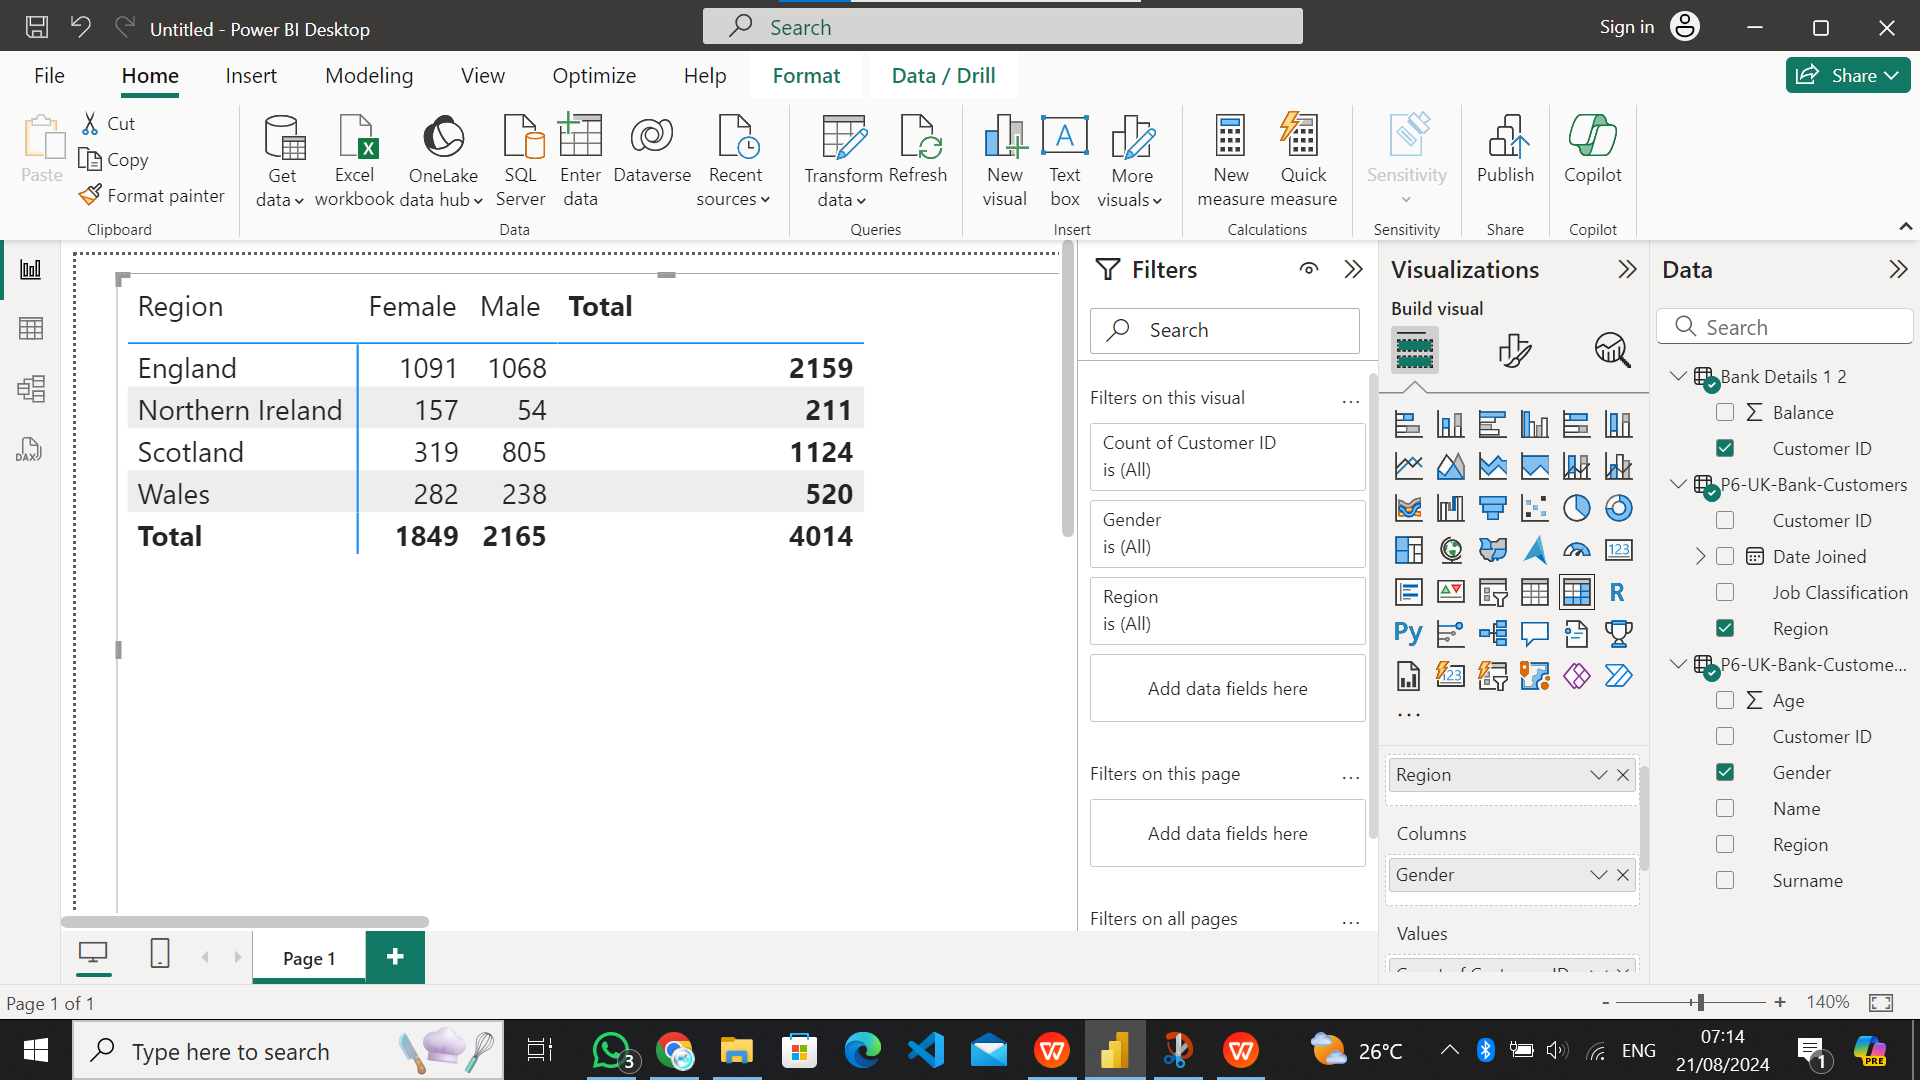 Untitled - Power BI Desktop
Search
Sign in
File
Home
Insert
Modeling
View
Optimize
Help
Format
Data / Drill
Share
Paste
Cut
Copy
Format painter
Clipboard
Get data
Excel workbook
OneLake data hub
SQL Server
Enter data
Dataverse
Recent sources
Data
Transform data
Refresh
Queries
New visual
Text box
More visuals
Insert
New measure
Quick measure
Calculations
Sensitivity
Sensitivity
Publish
Share
Copilot
Copilot
Region Female Male Total
England 1091 1068 2159
Northern Ireland 157 54 211
Scotland 319 805 1124
Wales 282 238 520
Total 1849 2165 4014
Filters
Search
Filters on this visual ...
Count of Customer ID
is (All)
Gender
is (All)
Region
is (All)
Add data fields here
Filters on this page ...
Add data fields here
Filters on all pages ...
Visualizations
Build visual
123
R
Py
123
...
Region
Columns
Gender
Values
Data
Search
Bank Details 1 2
Balance
Customer ID
P6-UK-Bank-Customers
Customer ID
Date Joined
Job Classification
Region
P6-UK-Bank-Custome...
Age
Customer ID
Gender
Name
Region
Surname
DAX
Page 1
+
Page 1 of 1
- + 140%
Type here to search
3
26°C
ENG
07:14
21/08/2024
1
PRE